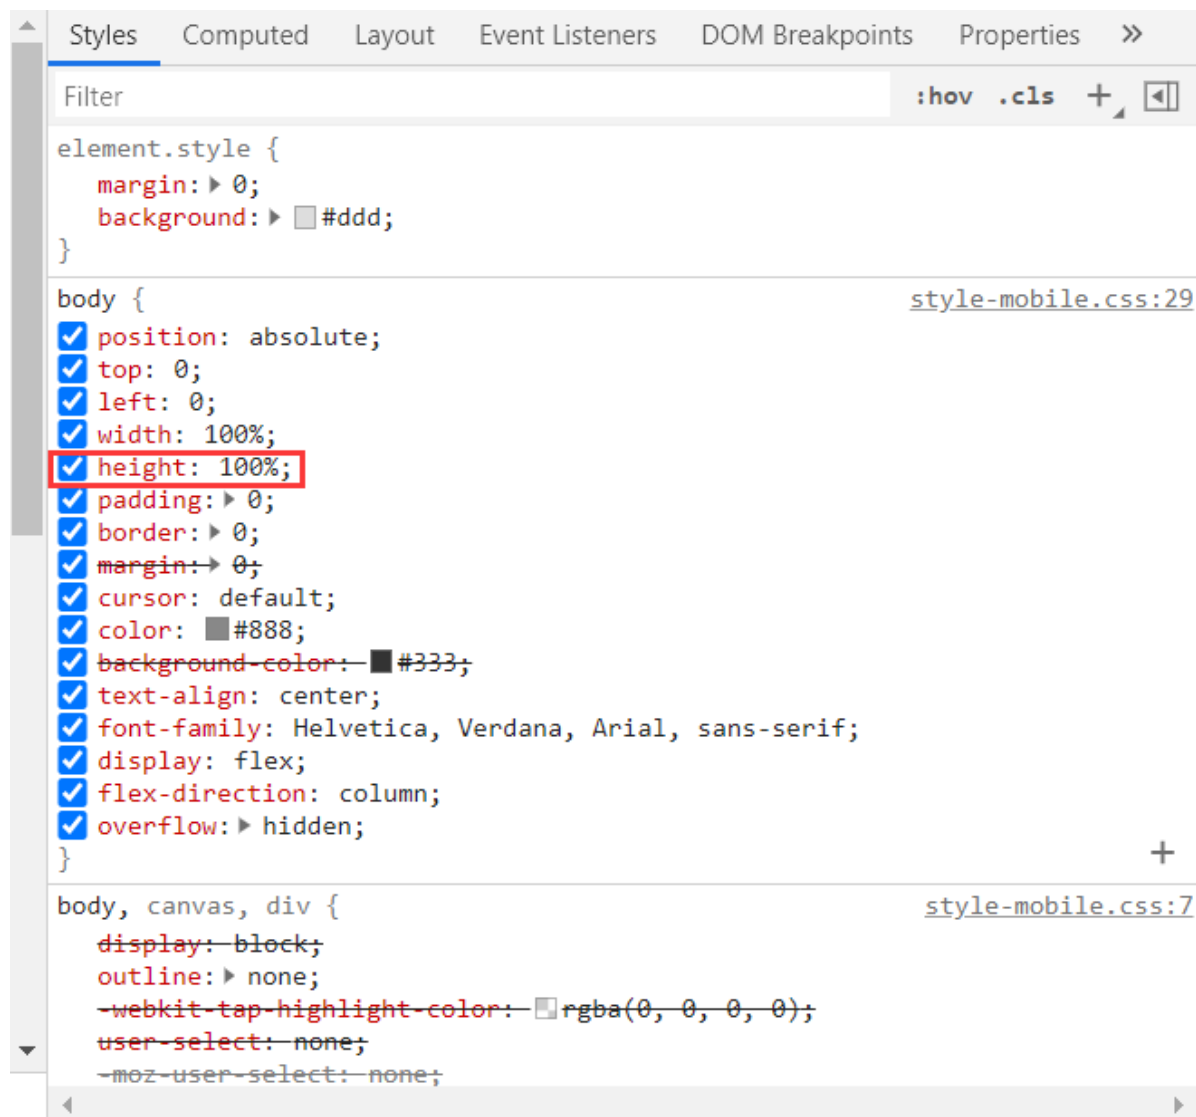 Styles Computed Layout Event Listeners DOM Breakpoints Properties »
Filter :hov .cls +
element.style {
margin: 0;
background: #ddd;
}
body { style-mobile.css:29
position: absolute;
top: 0;
left: 0;
width: 100%;
height: 100%;
padding: 0;
border: 0;
margin: 0;
cursor: default;
color: #888;
background-color: #333;
text-align: center;
font-family: Helvetica, Verdana, Arial, sans-serif;
display: flex;
flex-direction: column;
overflow: hidden;
}
+
body, canvas, div { style-mobile.css:7
display: block;
outline: none;
-webkit-tap-highlight-color: rgba(0, 0, 0, 0);
user-select: none;
-moz-user-select: none;